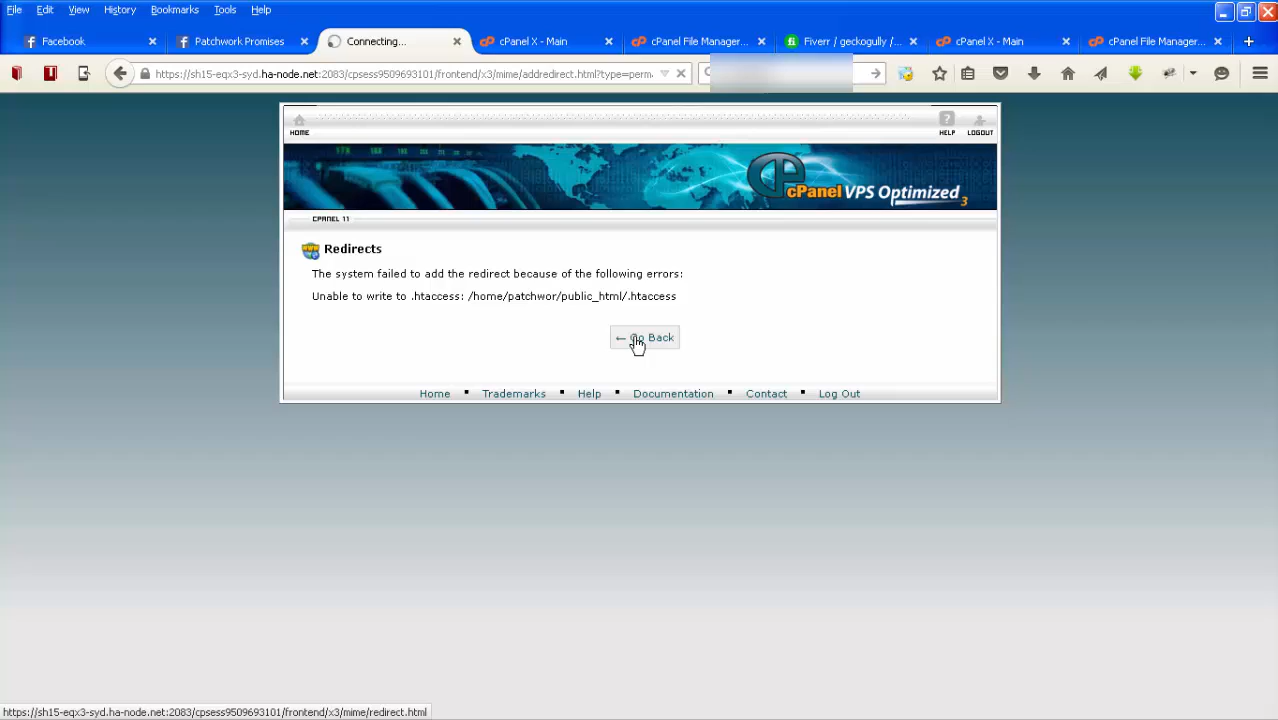 File Edit View History Bookmarks Tools Help
Facebook Patchwork Promises Connecting... cPanel X - Main cPanel File Manager... Fiverr / geckogully /... cPanel X - Main cPanel File Manager...
https://sh15-eqx3-syd.ha-node.net:2083/cpsess9509693101/frontend/x3/mime/addredirect.html?type=perm.
HOME HELP LOGOUT
cPanel VPS Optimized 3
CPANEL 11
Redirects
The system failed to add the redirect because of the following errors:
Unable to write to .htaccess: /home/patchwor/public_html/.htaccess
← Go Back
Home Trademarks Help Documentation Contact Log Out
https://sh15-eqx3-syd.ha-node.net:2083/cpsess9509693101/frontend/x3/mime/redirect.html